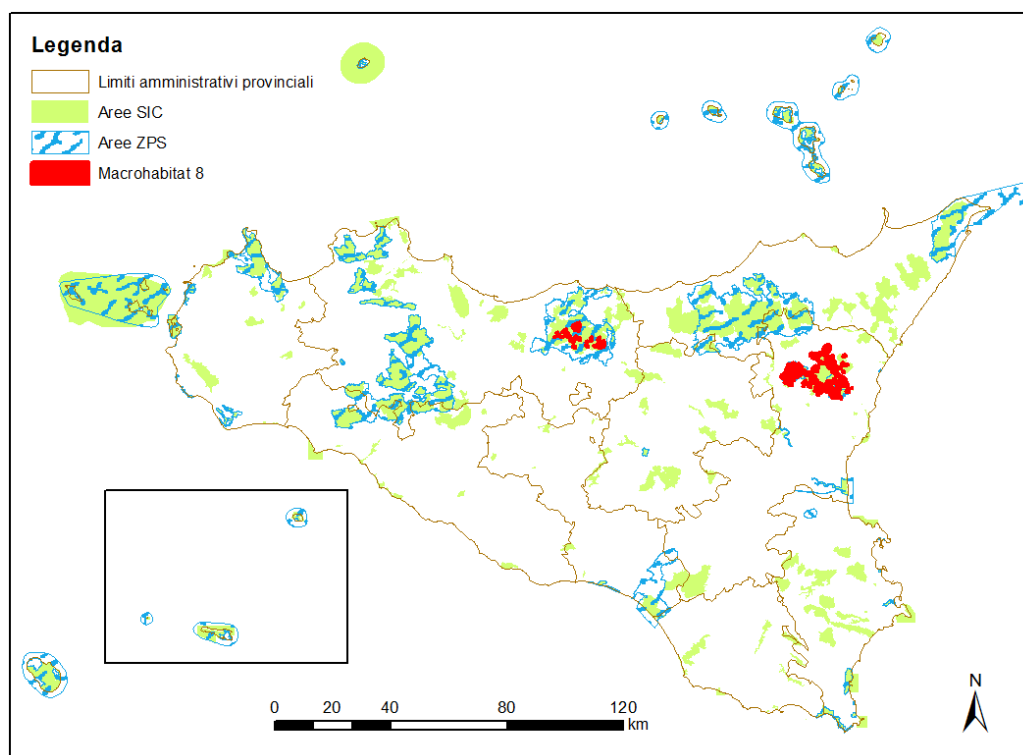 Legenda
Limiti amministrativi provinciali
Aree SIC
Aree ZPS
Macrohabitat 8
N
0 20 40 80 120
km